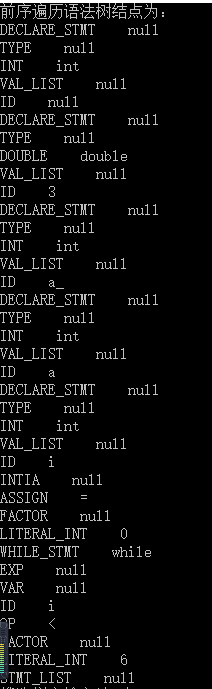 前序遍历语法树结点为:
DECLARE_STMT null
TYPE null
INT int
VAL_LIST null
ID null
DECLARE_STMT null
TYPE null
DOUBLE double
VAL_LIST null
ID 3
DECLARE_STMT null
TYPE null
INT int
VAL_LIST null
ID a_
DECLARE_STMT null
TYPE null
INT int
VAL_LIST null
ID a
DECLARE_STMT null
TYPE null
INT int
VAL_LIST null
ID i
INTIA null
ASSIGN =
FACTOR null
LITERAL_INT 0
WHILE_STMT while
EXP null
VAR null
ID i
OP <
FACTOR null
LITERAL_INT 6
STMT_LIST null